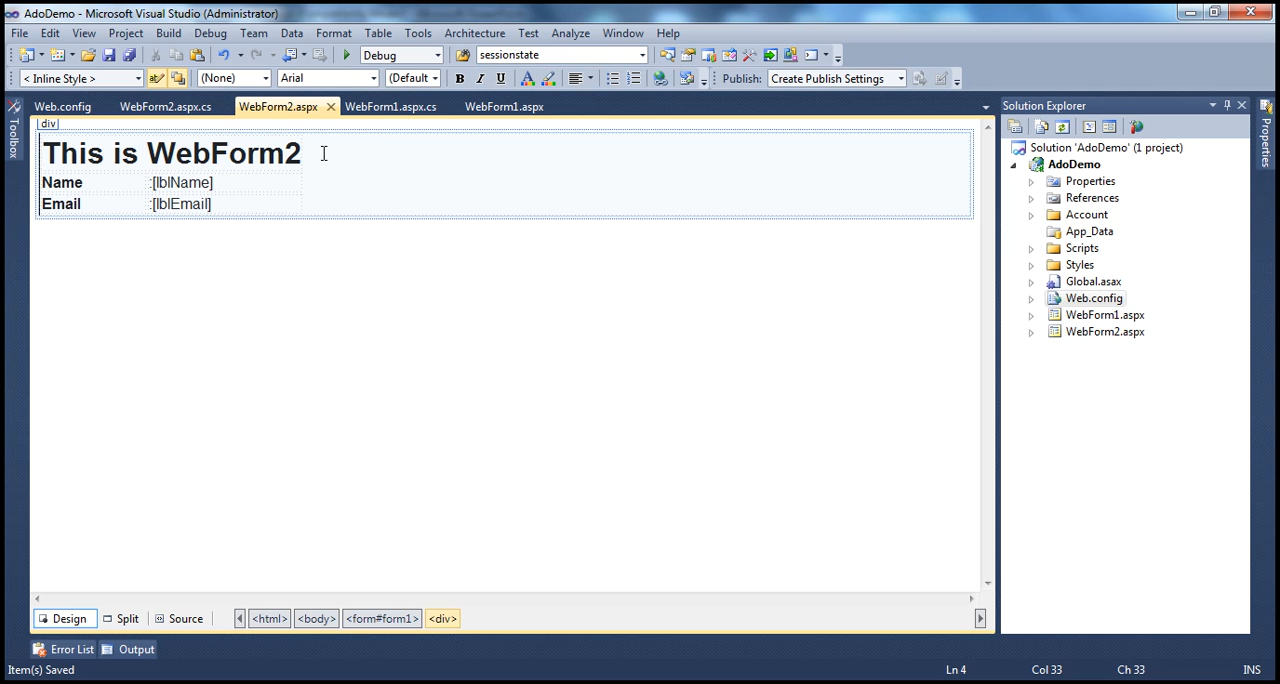 AdoDemo - Microsoft Visual Studio (Administrator)
File Edit View Project Build Debug Team Data Format Table Tools Architecture Test Analyze Window Help
Debug sessionstate
< Inline Style > (None) Arial (Default B I U A Publish: Create Publish Settings
Web.config WebForm2.aspx.cs WebForm2.aspx WebForm1.aspx.cs WebForm1.aspx
Toolbox
div
This is WebForm2
Name :[lblName]
Email :[lblEmail]
Design Split Source <html> <body> <form#form1> <div>
Solution Explorer
Solution 'AdoDemo' (1 project)
AdoDemo
Properties
References
Account
App_Data
Scripts
Styles
Global.asax
Web.config
WebForm1.aspx
WebForm2.aspx
Properties
Error List Output
Item(s) Saved Ln 4 Col 33 Ch 33 INS